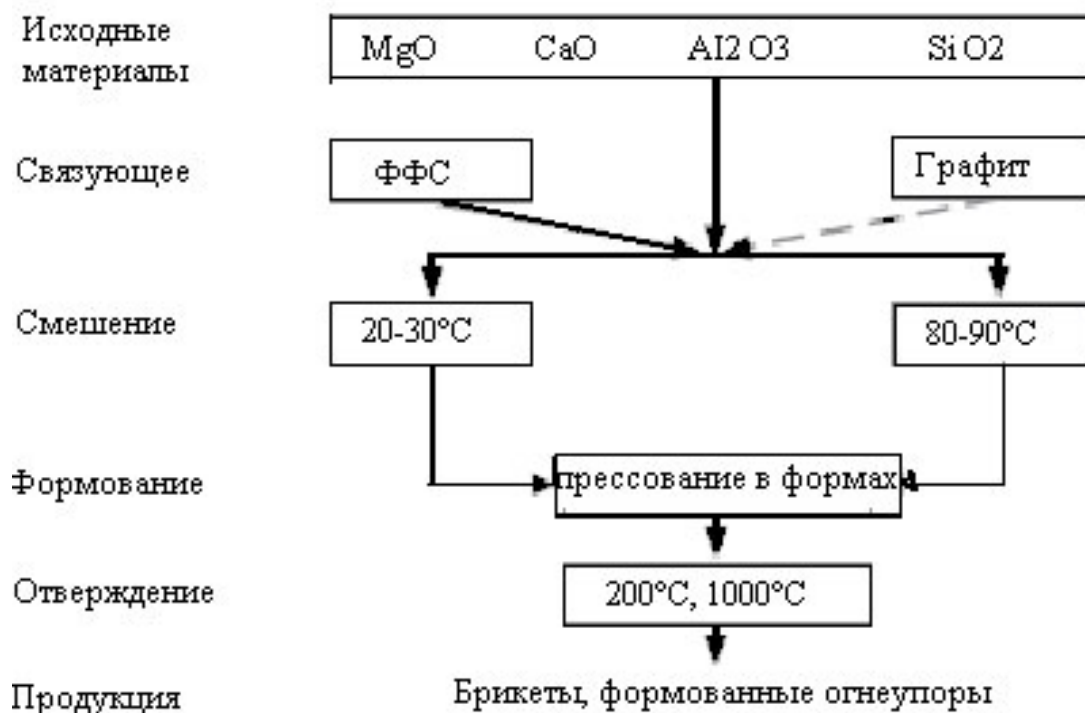 Исходные
материалы
MgO CaO Al2 O3 Si O2
Связующее
ФФС
Графит
Смешение
20-30°C
80-90°C
Формование
прессование в формах
Отверждение
200°C, 1000°C
Продукция
Брикеты, формованные огнеупоры